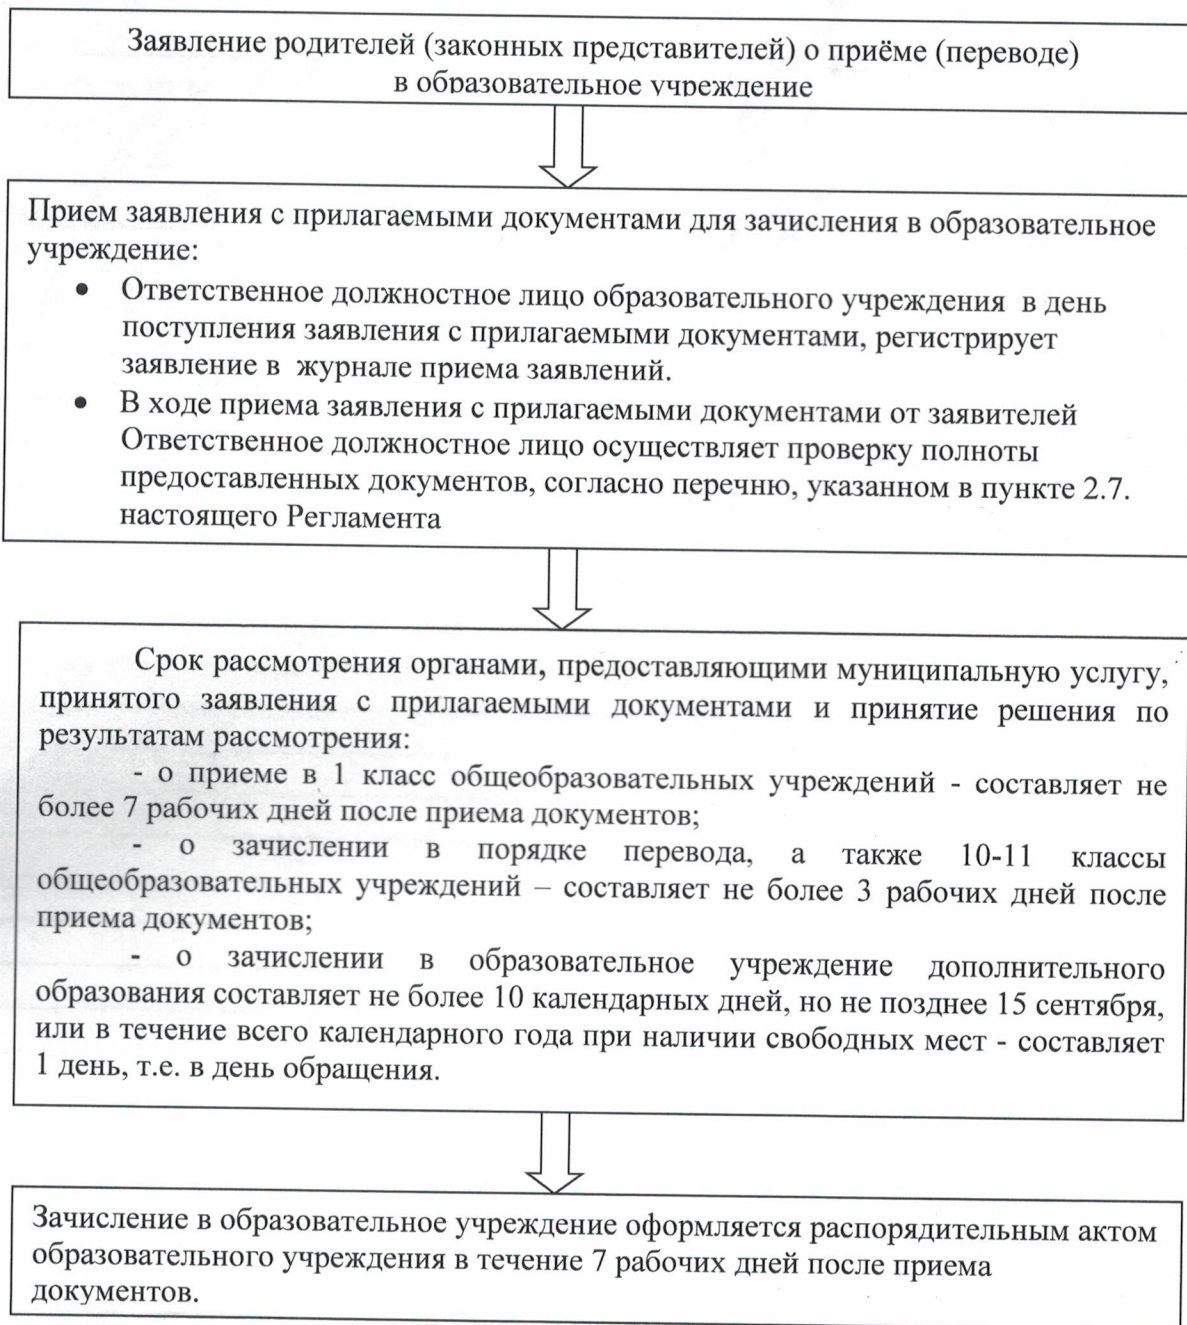 Заявление родителей (законных представителей) о приёме (переводе)
в образовательное учреждение
Прием заявления с прилагаемыми документами для зачисления в образовательное
учреждение:
• Ответственное должностное лицо образовательного учреждения в день
поступления заявления с прилагаемыми документами, регистрирует
заявление в журнале приема заявлений.
• В ходе приема заявления с прилагаемыми документами от заявителей
Ответственное должностное лицо осуществляет проверку полноты
предоставленных документов, согласно перечню, указанном в пункте 2.7.
настоящего Регламента
Срок рассмотрения органами, предоставляющими муниципальную услугу,
принятого заявления с прилагаемыми документами и принятие решения по
результатам рассмотрения:
- о приеме в 1 класс общеобразовательных учреждений - составляет не
более 7 рабочих дней после приема документов;
- о зачислении в порядке перевода, а также 10-11 классы
общеобразовательных учреждений – составляет не более 3 рабочих дней после
приема документов;
- о зачислении в образовательное учреждение дополнительного
образования составляет не более 10 календарных дней, но не позднее 15 сентября,
или в течение всего календарного года при наличии свободных мест - составляет
1 день, т.е. в день обращения.
Зачисление в образовательное учреждение оформляется распорядительным актом
образовательного учреждения в течение 7 рабочих дней после приема
документов.